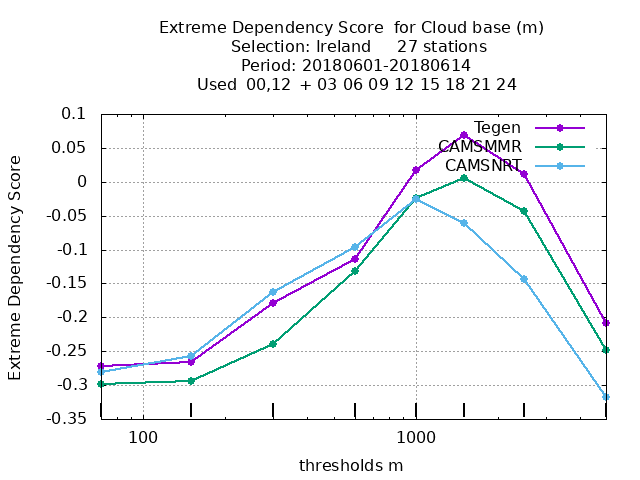 Extreme Dependency Score  for Cloud base (m)
Selection: Ireland     27 stations
Period: 20180601-20180614
Used  00,12  + 03 06 09 12 15 18 21 24
Extreme Dependency Score
0.1
0.05
0
-0.05
-0.1
-0.15
-0.2
-0.25
-0.3
-0.35
Tegen
CAMSMMR
CAMSNRT
100
1000
thresholds m